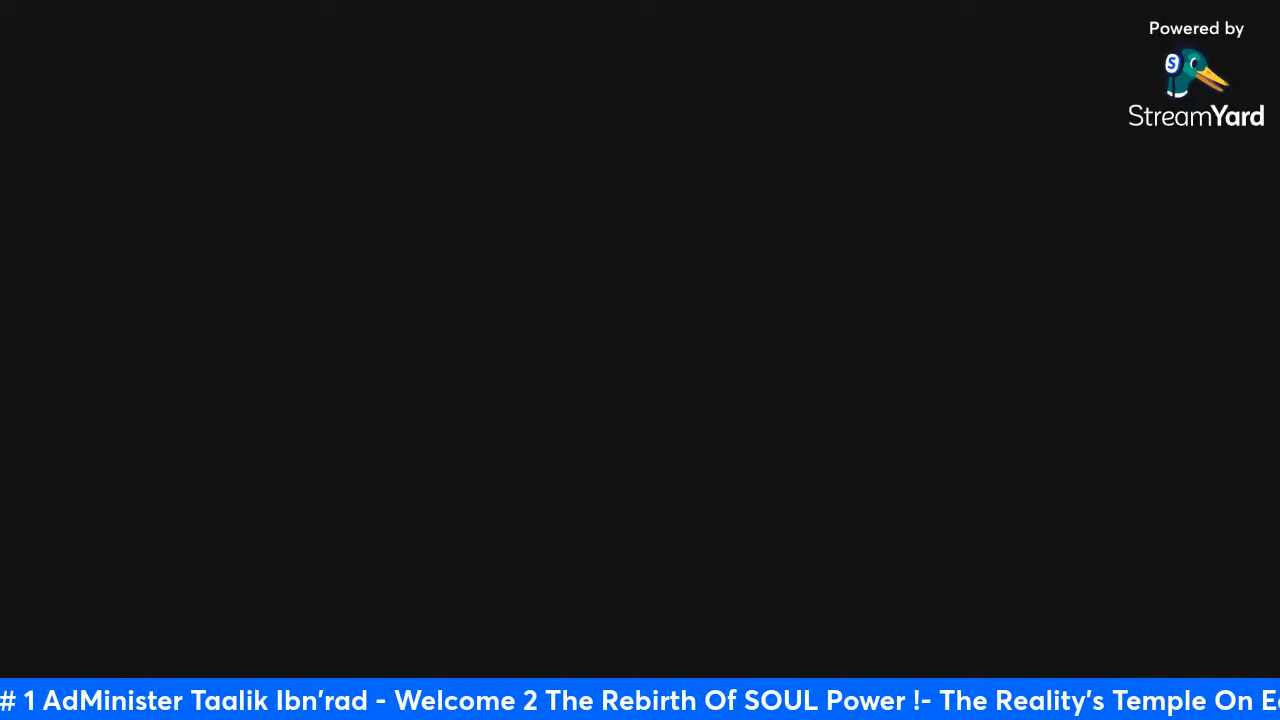 Powered by
S
StreamYard
# 1 AdMinister Taalik Ibn'rad - Welcome 2 The Rebirth Of SOUL Power !- The Reality's Temple On